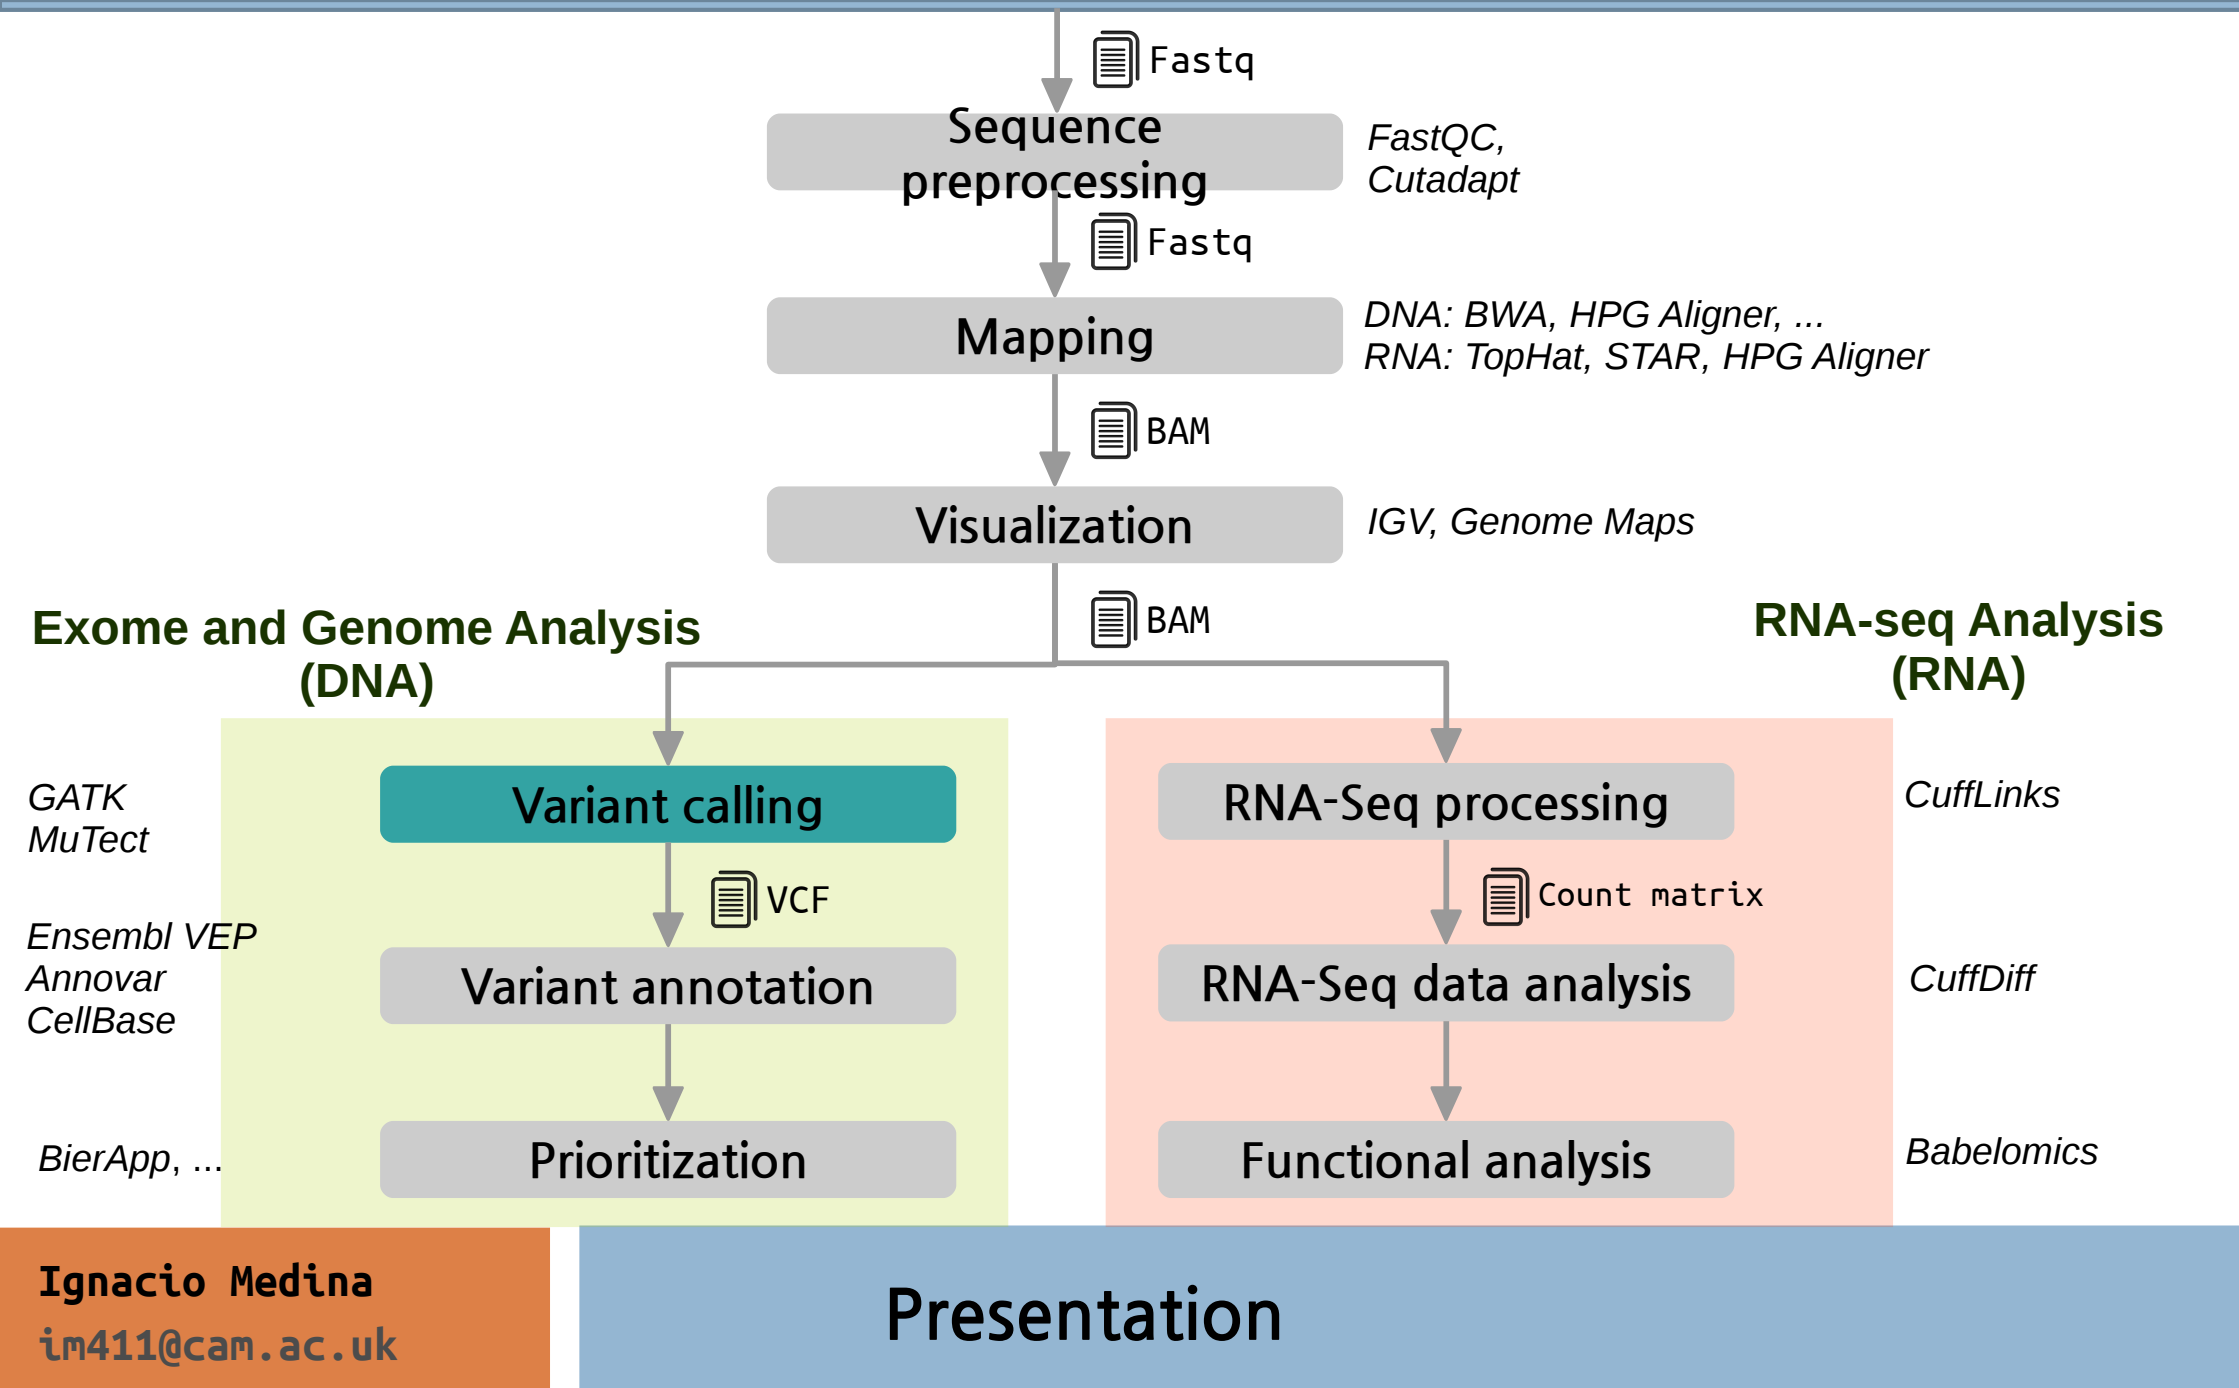 Fastq
Sequence
preprocessing
FastQC,
Cutadapt
Fastq
Mapping
DNA: BWA, HPG Aligner, ...
RNA: TopHat, STAR, HPG Aligner
BAM
Visualization
IGV, Genome Maps
BAM
Exome and Genome Analysis
(DNA)
RNA-seq Analysis
(RNA)
GATK
MuTect
Variant calling
VCF
Ensembl VEP
Annovar
CellBase
Variant annotation
BierApp, ...
Prioritization
RNA-Seq processing
CuffLinks
Count matrix
RNA-Seq data analysis
CuffDiff
Functional analysis
Babelomics
Ignacio Medina
im411@cam.ac.uk
Presentation